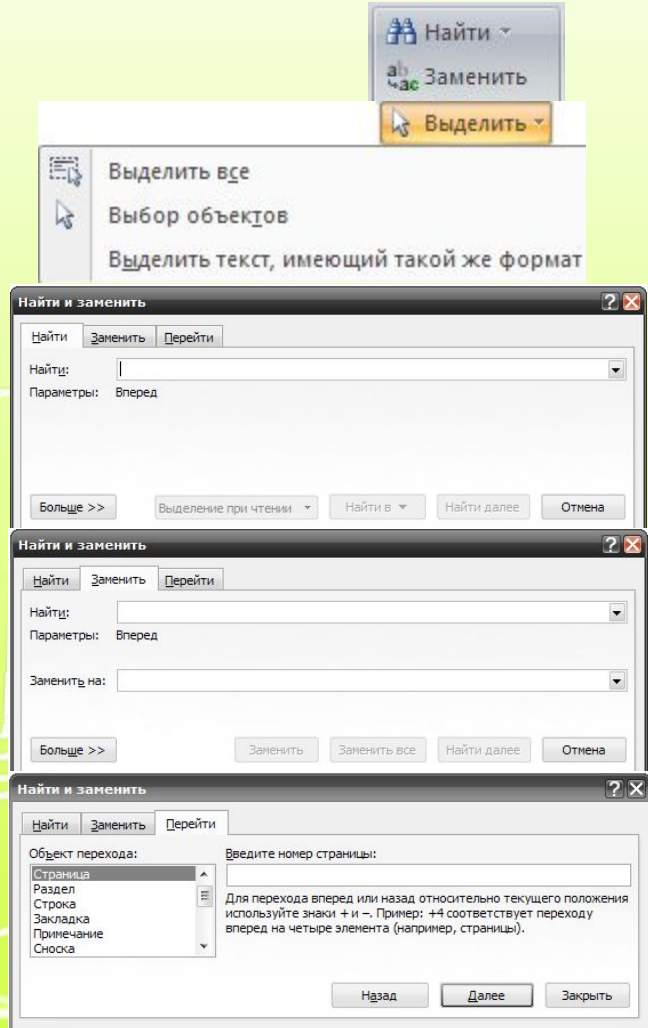 Найти
ab
ac Заменить
Выделить
Выделить все
Выбор объектов
Выделить текст, имеющий такой же формат
Найти и заменить
Найти Заменить Перейти
Найти:
Параметры: Вперед
Больше >> Выделение при чтении Найти в Найти далее Отмена
Найти и заменить
Найти Заменить Перейти
Найти:
Параметры: Вперед
Заменить на:
Больше >> Заменить Заменить все Найти далее Отмена
Найти и заменить
Найти Заменить Перейти
Объект перехода: Введите номер страницы:
Страница
Раздел
Строка
Закладка
Примечание
Сноска
Для перехода вперед или назад относительно текущего положения
используйте знаки + и –. Пример: +4 соответствует переходу
вперед на четыре элемента (например, страницы).
Назад Далее Закрыть